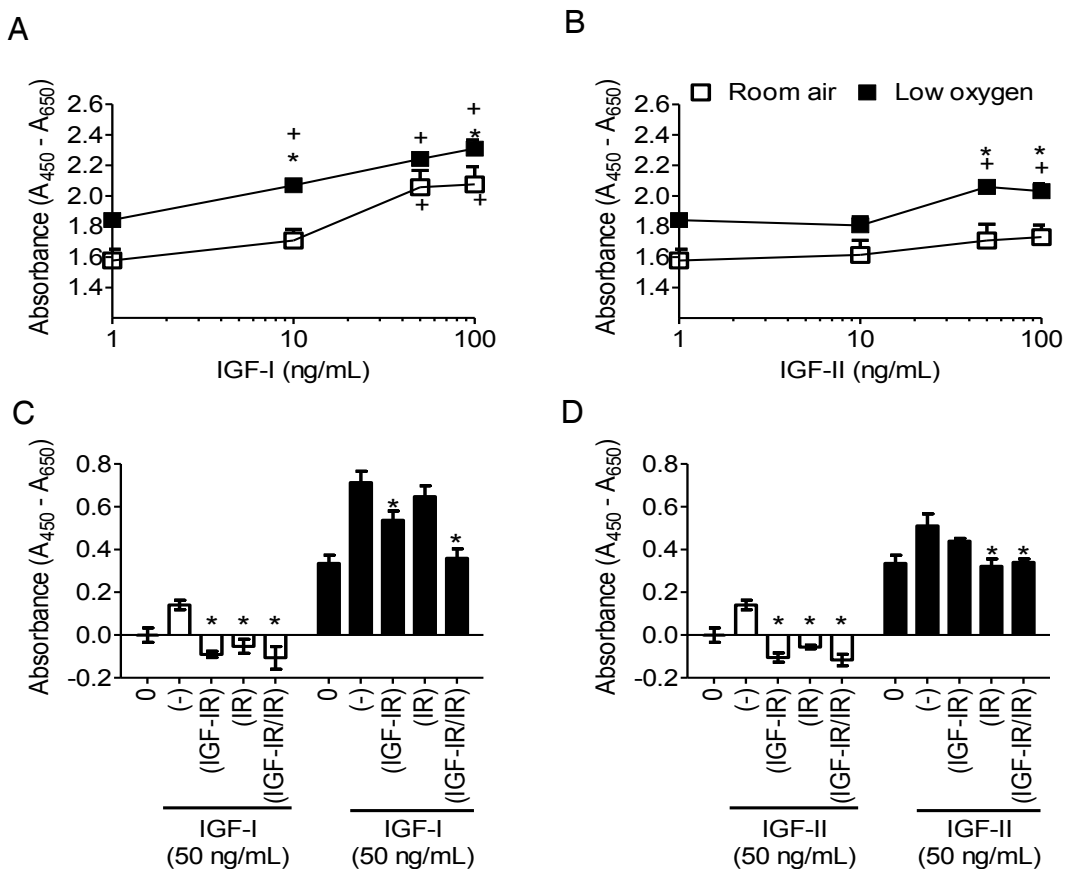 A
Absorbance (A450 - A650)
2.6
2.4
2.2
2.0
1.8
1.6
1.4
+
*
+
+
*
+
+
1
10
100
IGF-I (ng/mL)
B
Room air
Low oxygen
Absorbance (A450 - A650)
2.6
2.4
2.2
2.0
1.8
1.6
1.4
*
+
*
+
1
10
100
IGF-II (ng/mL)
C
Absorbance (A450 - A650)
0.8
0.6
0.4
0.2
0.0
-0.2
* * *
*
*
0
(-)
(IGF-IR)
(IR)
(IGF-IR/IR)
0
(-)
(IGF-IR)
(IR)
(IGF-IR/IR)
IGF-I
(50 ng/mL)
IGF-I
(50 ng/mL)
D
Absorbance (A450 - A650)
0.8
0.6
0.4
0.2
0.0
-0.2
* * *
* *
0
(-)
(IGF-IR)
(IR)
(IGF-IR/IR)
0
(-)
(IGF-IR)
(IR)
(IGF-IR/IR)
IGF-II
(50 ng/mL)
IGF-II
(50 ng/mL)